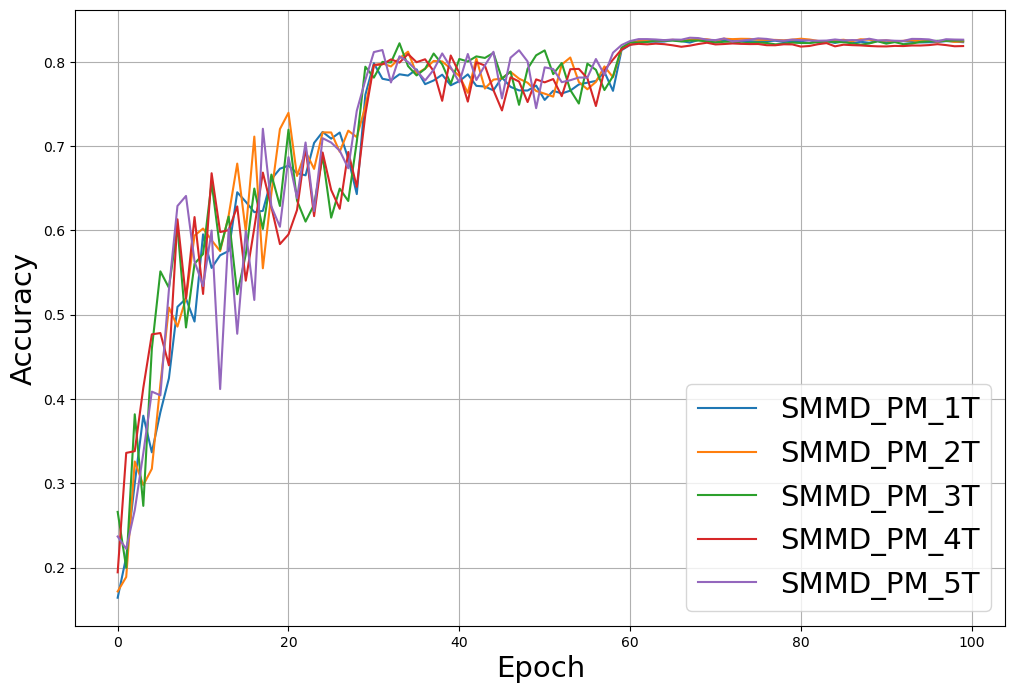 Accuracy
0.8
0.7
0.6
0.5
0.4
0.3
0.2
SMMD_PM_1T
SMMD_PM_2T
SMMD_PM_3T
SMMD_PM_4T
SMMD_PM_5T
0 20 40 60 80 100
Epoch